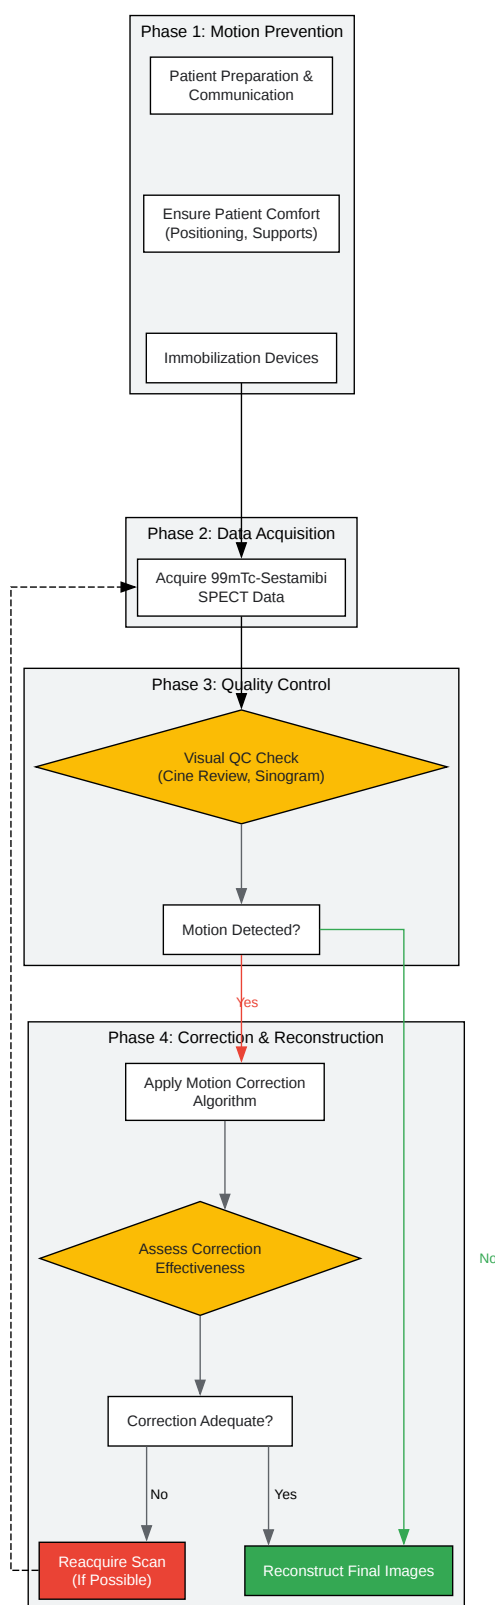 Phase 1: Motion Prevention
Patient Preparation &
Communication
Ensure Patient Comfort
(Positioning, Supports)
Immobilization Devices
Phase 2: Data Acquisition
Acquire 99mTc-Sestamibi
SPECT Data
Phase 3: Quality Control
Visual QC Check
(Cine Review, Sinogram)
Motion Detected?
Yes
Phase 4: Correction & Reconstruction
Apply Motion Correction
Algorithm
Assess Correction
Effectiveness
No
Correction Adequate?
No
Yes
Reacquire Scan
(If Possible)
Reconstruct Final Images